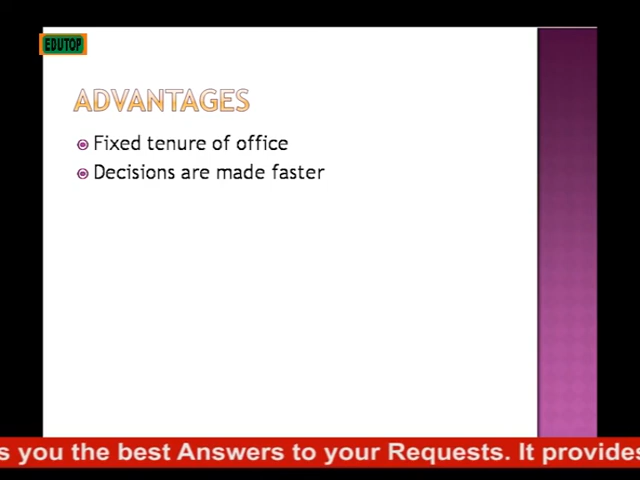 EDUTOP
ADVANTAGES
Fixed tenure of office
Decisions are made faster
s you the best Answers to your Requests. It provides